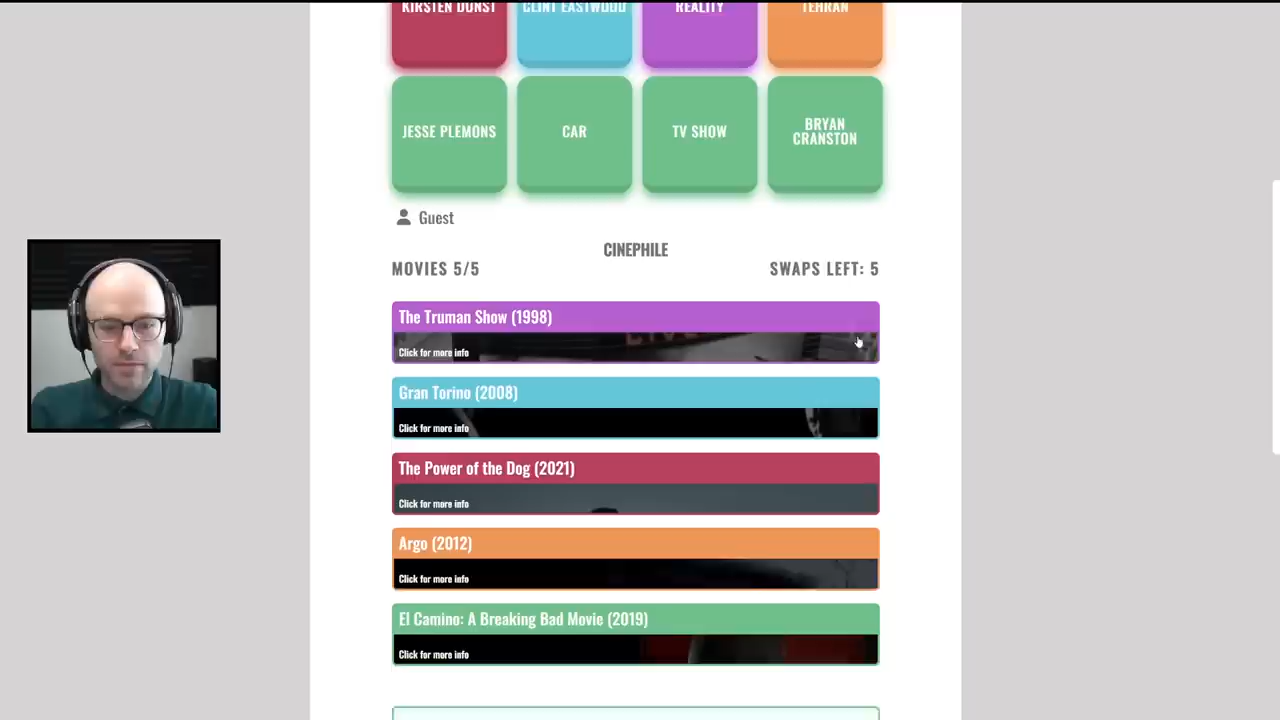 KIRSTEN DUNST
CLINT EASTWOOD
REALITY
TEHRAN
JESSE PLEMONS
CAR
TV SHOW
BRYAN
CRANSTON
Guest
CINEPHILE
MOVIES 5/5
SWAPS LEFT: 5
The Truman Show (1998)
Click for more info
Gran Torino (2008)
Click for more info
The Power of the Dog (2021)
Click for more info
Argo (2012)
Click for more info
El Camino: A Breaking Bad Movie (2019)
Click for more info